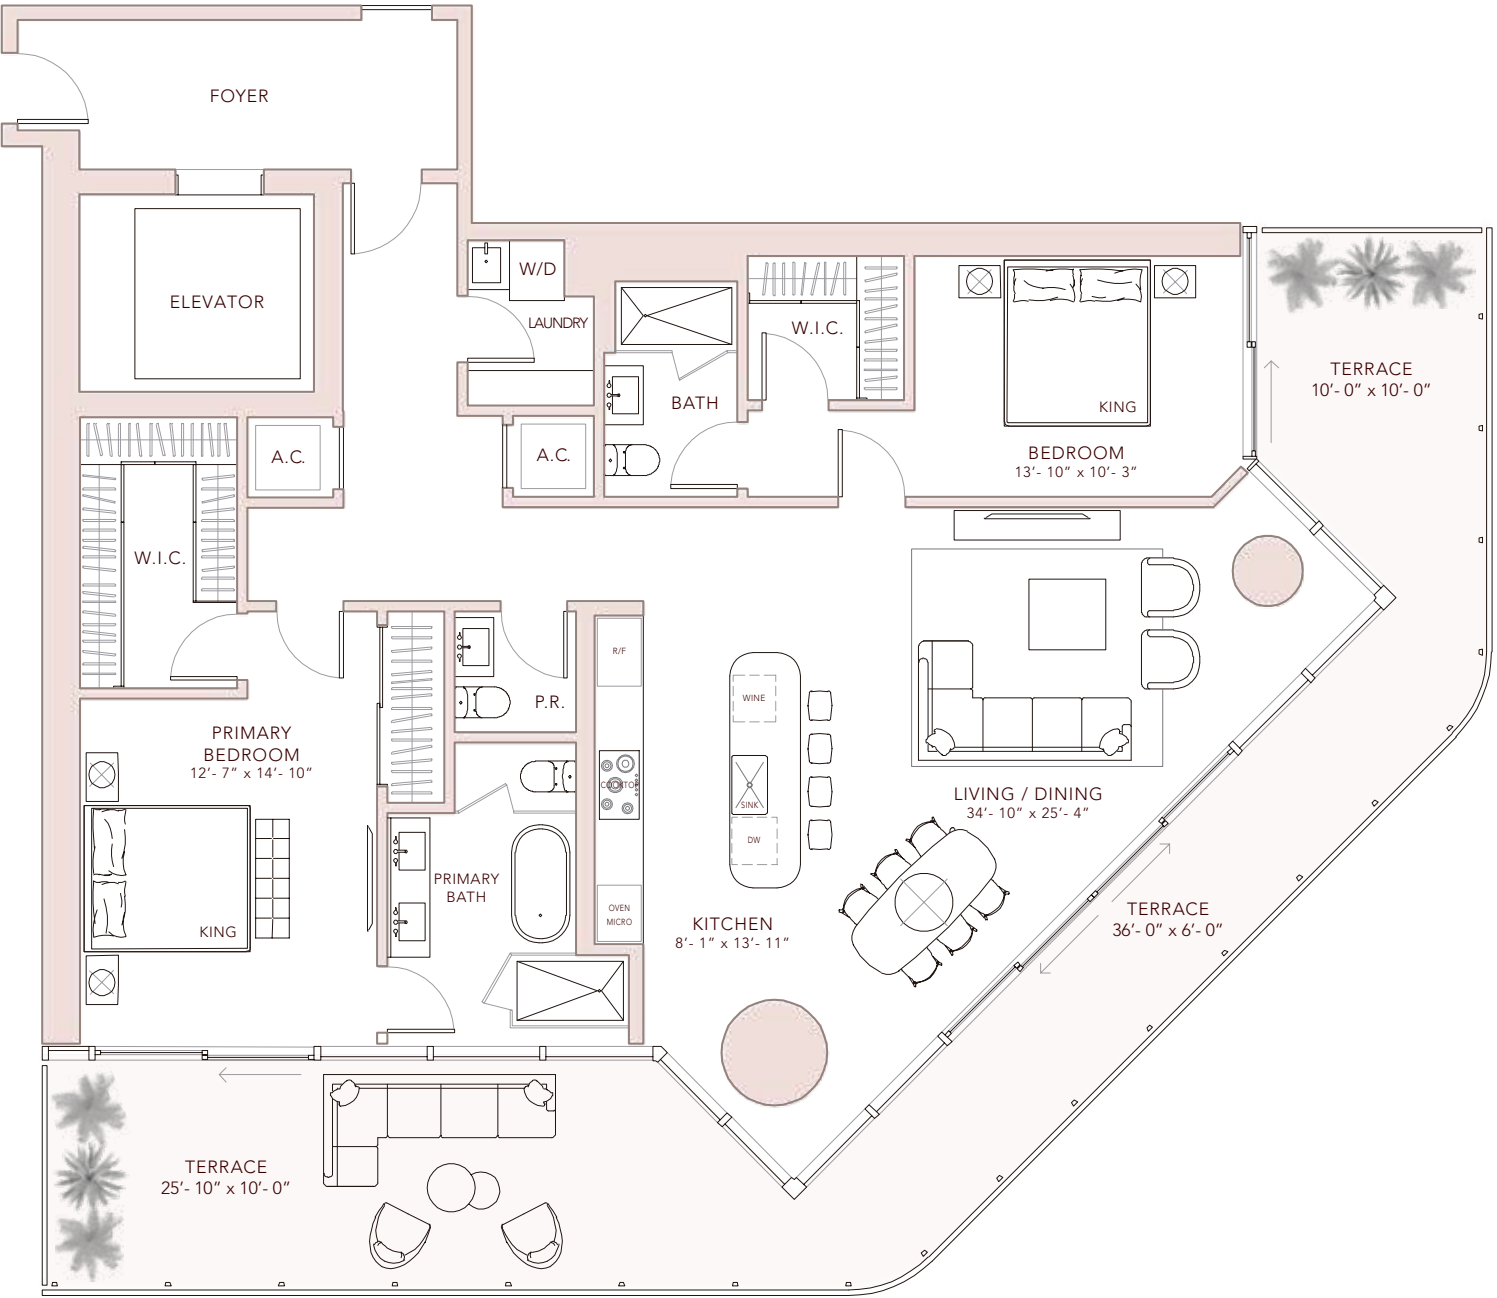 FOYER
ELEVATOR
W/D
LAUNDRY
W.I.C.
BATH
KING
BEDROOM
13'- 10" x 10'- 3"
TERRACE
10'- 0" x 10'- 0"
A.C.
A.C.
W.I.C.
R/F
P.R.
WINE
COOKTOP
SINK
DW
PRIMARY
BEDROOM
12'- 7" x 14'- 10"
LIVING / DINING
34'- 10" x 25'- 4"
PRIMARY
BATH
KING
OVEN
MICRO
KITCHEN
8'- 1" x 13'- 11"
TERRACE
36'- 0" x 6'- 0"
TERRACE
25'- 10" x 10'- 0"